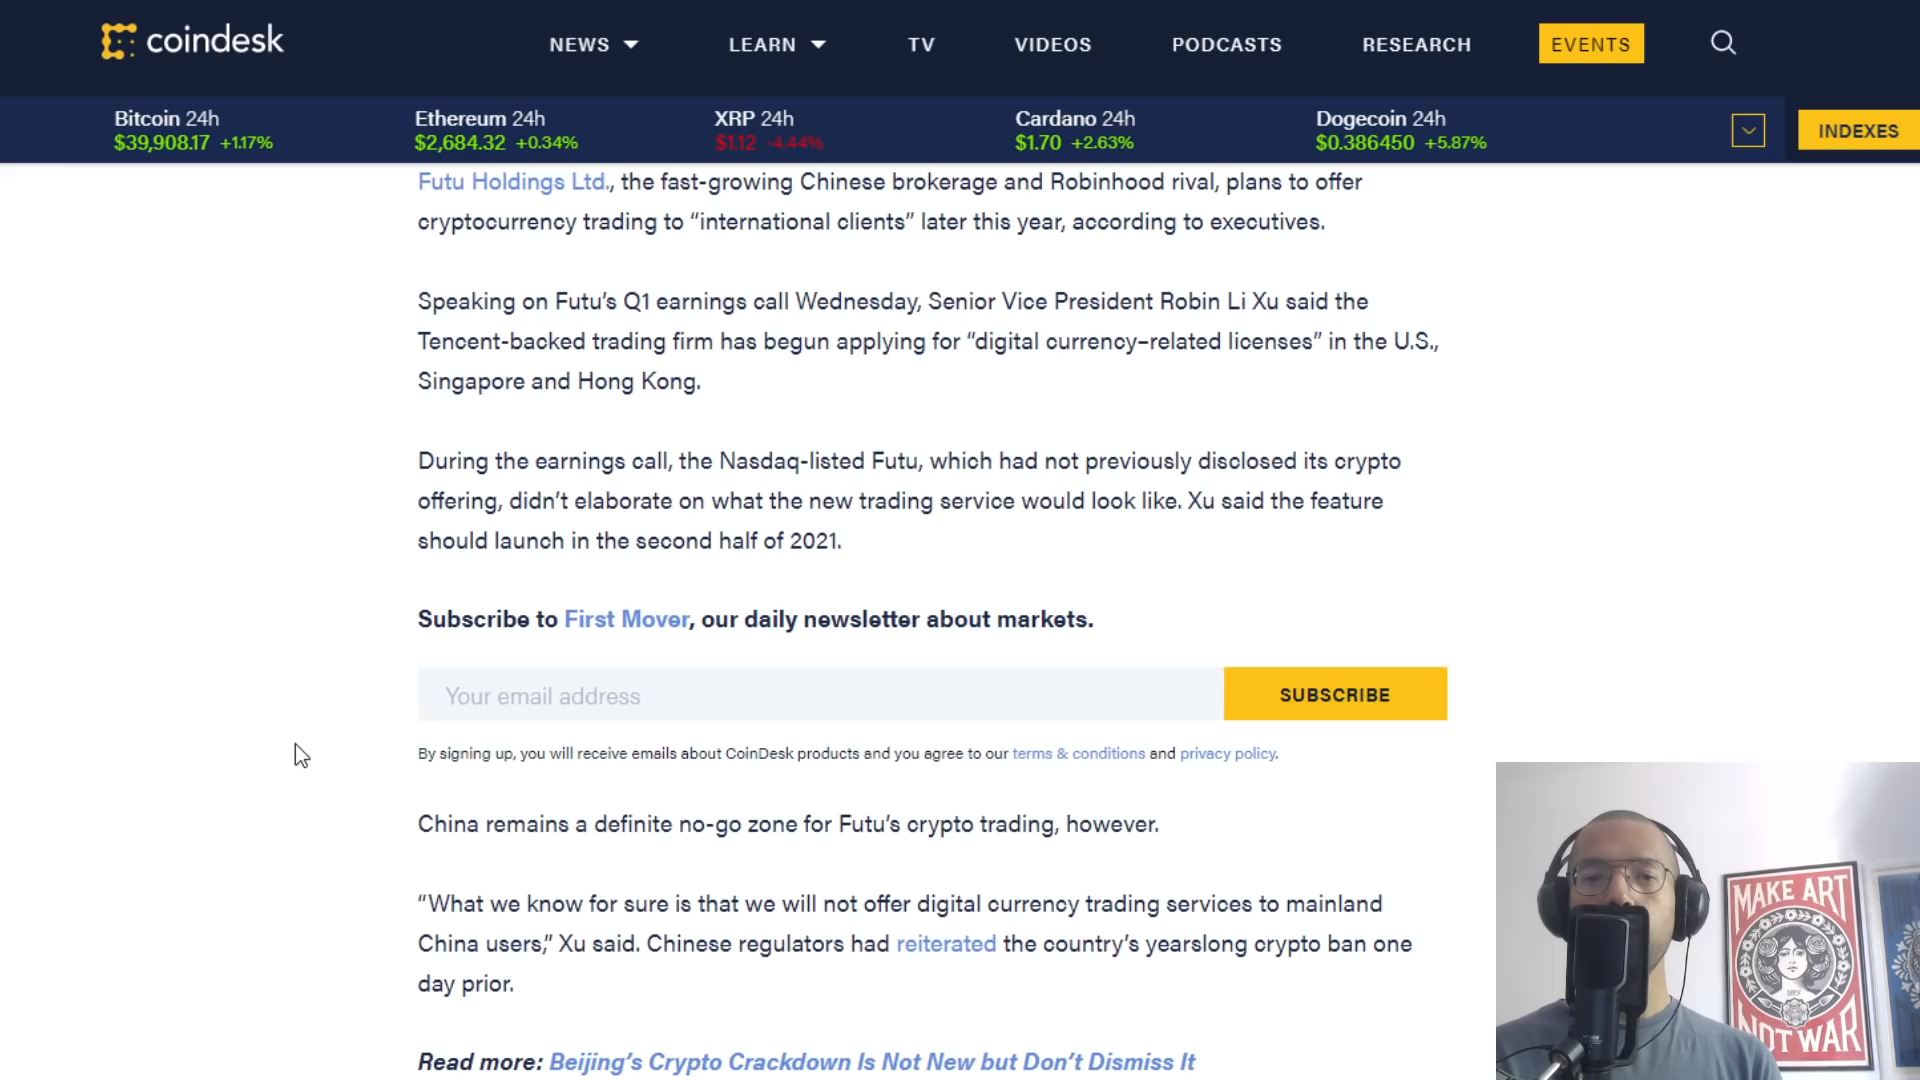 coindesk
NEWS LEARN TV VIDEOS PODCASTS RESEARCH EVENTS
Bitcoin 24h Ethereum 24h XRP 24h Cardano 24h Dogecoin 24h
$39,908.17 +1.17% $2,684.32 +0.34% $1.12 -4.44% $1.70 +2.63% $0.386450 +5.87%
INDEXES
Futu Holdings Ltd., the fast-growing Chinese brokerage and Robinhood rival, plans to offer
cryptocurrency trading to “international clients” later this year, according to executives.
Speaking on Futu’s Q1 earnings call Wednesday, Senior Vice President Robin Li Xu said the
Tencent-backed trading firm has begun applying for “digital currency–related licenses” in the U.S.,
Singapore and Hong Kong.
During the earnings call, the Nasdaq-listed Futu, which had not previously disclosed its crypto
offering, didn’t elaborate on what the new trading service would look like. Xu said the feature
should launch in the second half of 2021.
Subscribe to First Mover, our daily newsletter about markets.
Your email address
SUBSCRIBE
By signing up, you will receive emails about CoinDesk products and you agree to our terms & conditions and privacy policy.
China remains a definite no-go zone for Futu’s crypto trading, however.
“What we know for sure is that we will not offer digital currency trading services to mainland
China users,” Xu said. Chinese regulators had reiterated the country’s yearslong crypto ban one
day prior.
Read more: Beijing’s Crypto Crackdown Is Not New but Don’t Dismiss It
MAKE ART
NOT WAR